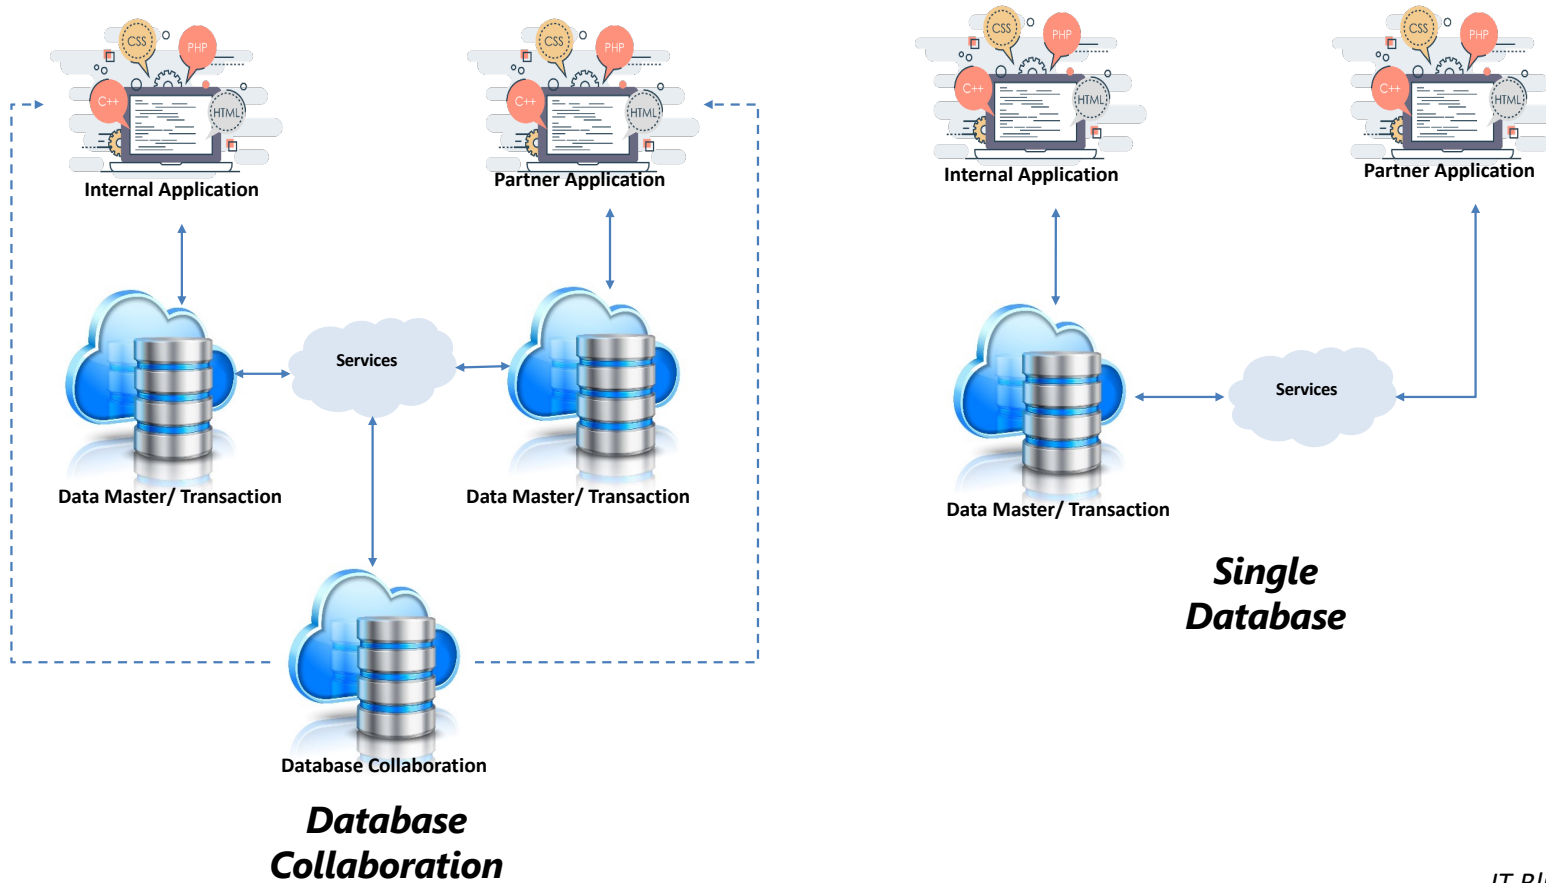 CSS
PHP
C++
HTML
Internal Application
CSS
PHP
C++
HTML
Partner Application
Data Master/ Transaction
Services
Data Master/ Transaction
Database Collaboration
Database
Collaboration
CSS
PHP
C++
HTML
Internal Application
CSS
PHP
C++
HTML
Partner Application
Data Master/ Transaction
Services
Single
Database
IT